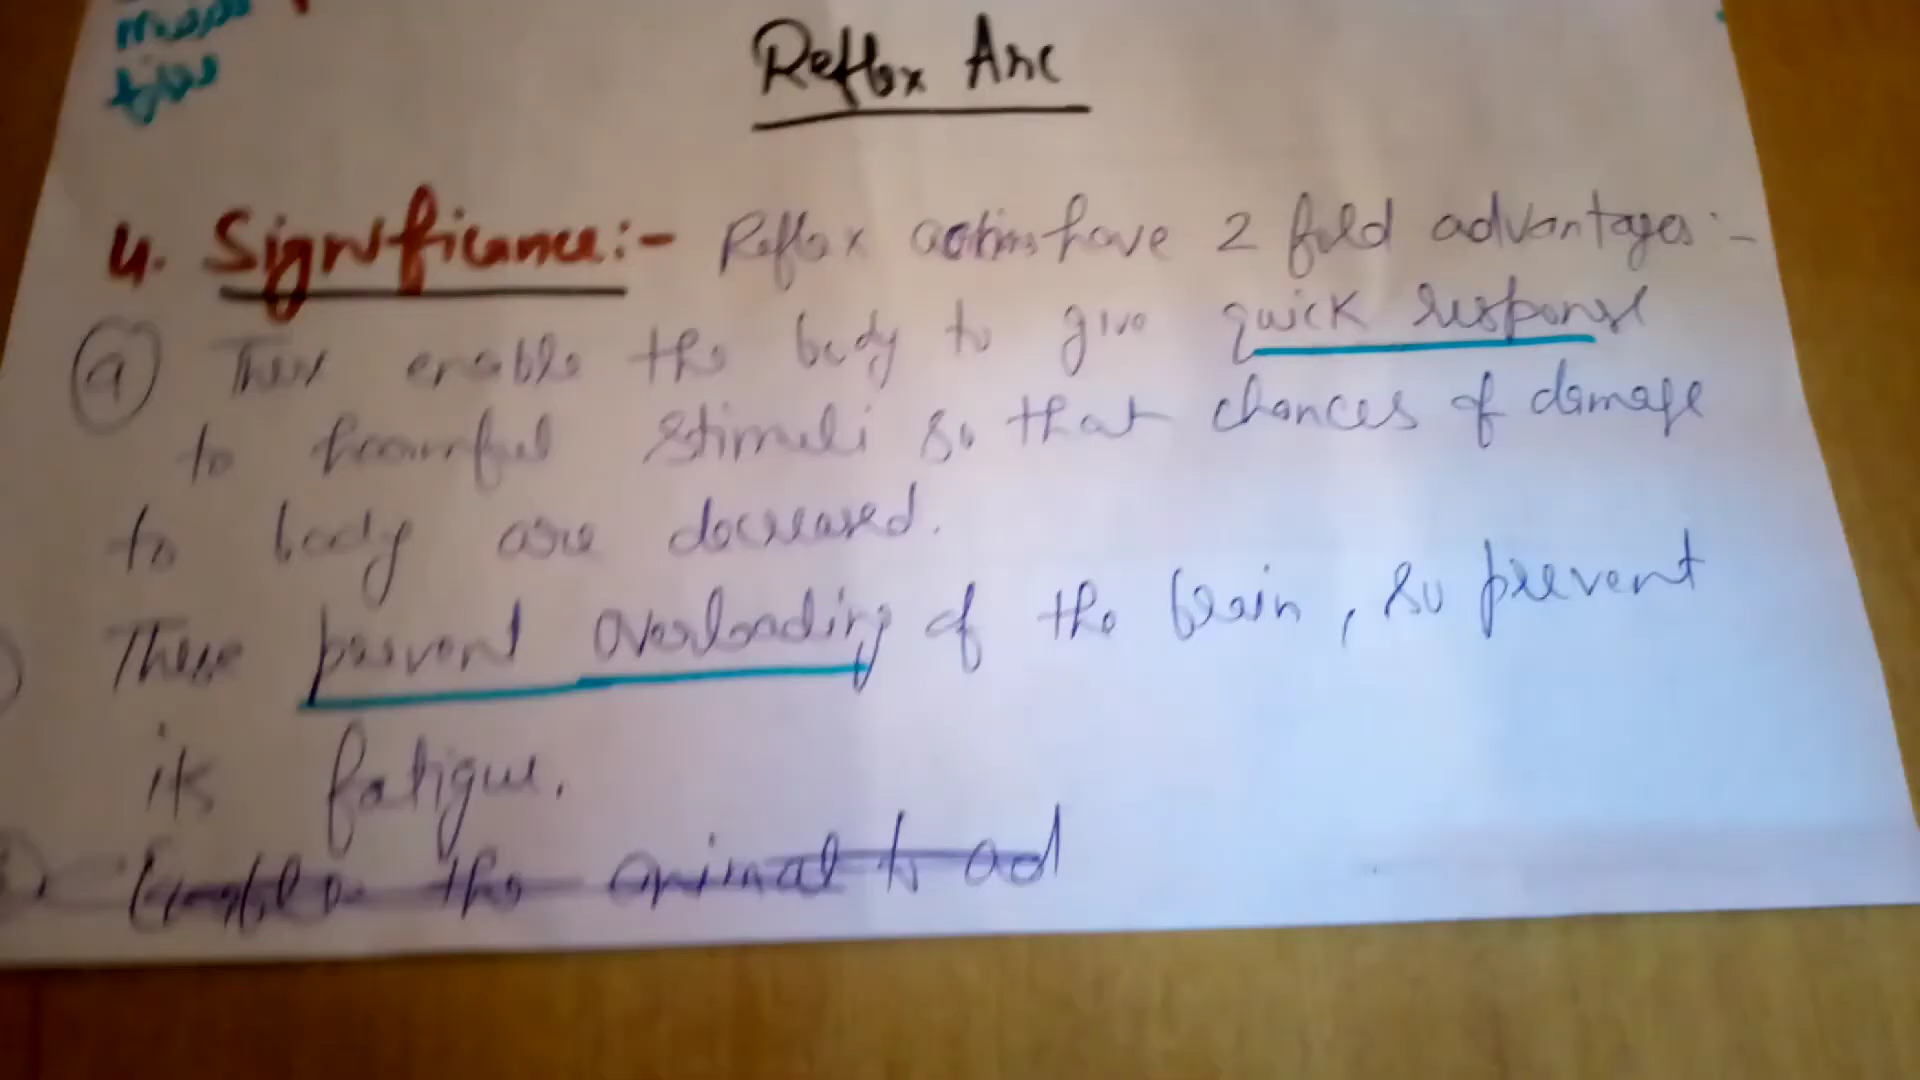 Reflex Arc
4. Significance:- Reflex actions have 2 fold advantages:-
(a) These enable the body to give quick response
to harmful stimuli so that chances of damage
to body are decreased.
These prevent overloading of the brain, so prevent
its fatigue.
Enable the animal to ad